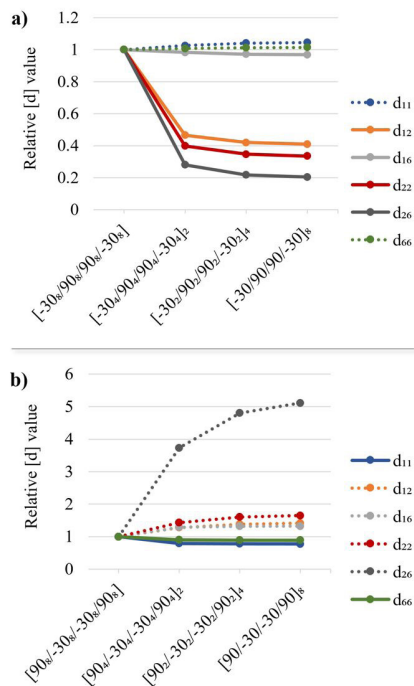 a)
Relative [d] value
1.2
1
0.8
0.6
0.4
0.2
0
[-30₈/90₈/90₈/-30₈]
[-30₄/90₄/90₄/-30₄]₂
[-30₂/90₂/90₂/-30₂]₄
[-30/90/90/-30]₈
d₁₁
d₁₂
d₁₆
d₂₂
d₂₆
d₆₆
b)
Relative [d] value
6
5
4
3
2
1
0
[90₈/-30₈/-30₈/90₈]
[90₄/-30₄/-30₄/90₄]₂
[90₂/-30₂/-30₂/90₂]₄
[90/-30/-30/90]₈
d₁₁
d₁₂
d₁₆
d₂₂
d₂₆
d₆₆